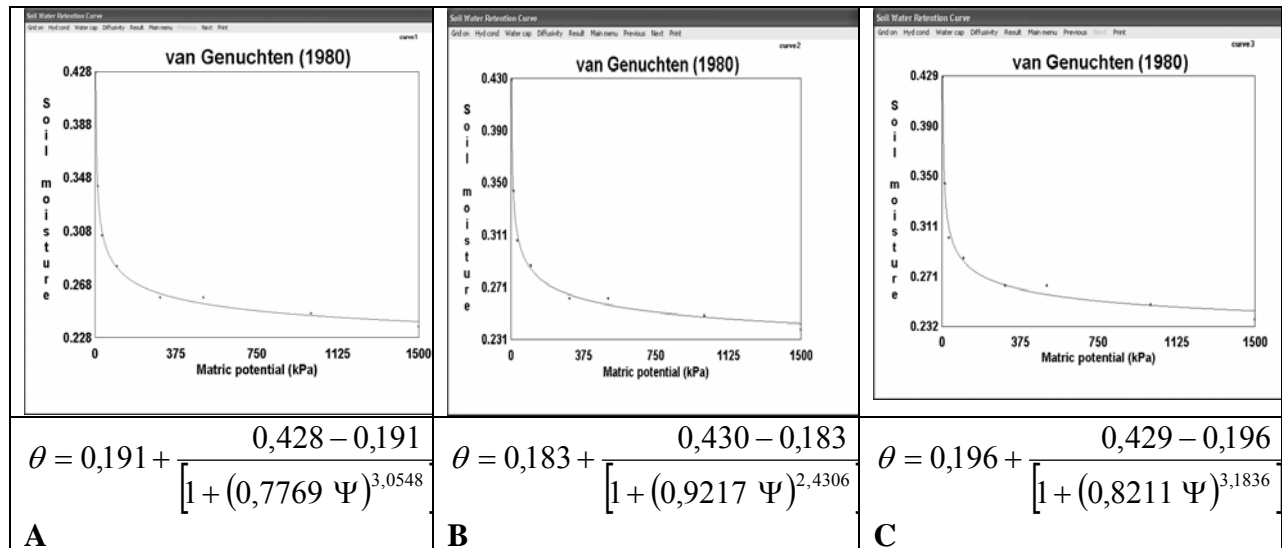 Soil Water Retention Curve
Grid on Hyd cond Water cap Diffusivity Result Main menu Previous Next Print
curve1
van Genuchten (1980)
Soil moisture
0.428
0.388
0.348
0.308
0.268
0.228
0 375 750 1125 1500
Matric potential (kPa)
θ = 0,191 + (0,428 − 0,191) / [1 + (0,7769 Ψ)^3,0548]
A
Soil Water Retention Curve
Grid on Hyd cond Water cap Diffusivity Result Main menu Previous Next Print
curve2
van Genuchten (1980)
Soil moisture
0.430
0.390
0.350
0.311
0.271
0.231
0 375 750 1125 1500
Matric potential (kPa)
θ = 0,183 + (0,430 − 0,183) / [1 + (0,9217 Ψ)^2,4306]
B
Soil Water Retention Curve
Grid on Hyd cond Water cap Diffusivity Result Main menu Previous Next Print
curve3
van Genuchten (1980)
Soil moisture
0.429
0.390
0.350
0.311
0.271
0.232
0 375 750 1125 1500
Matric potential (kPa)
θ = 0,196 + (0,429 − 0,196) / [1 + (0,8211 Ψ)^3,1836]
C